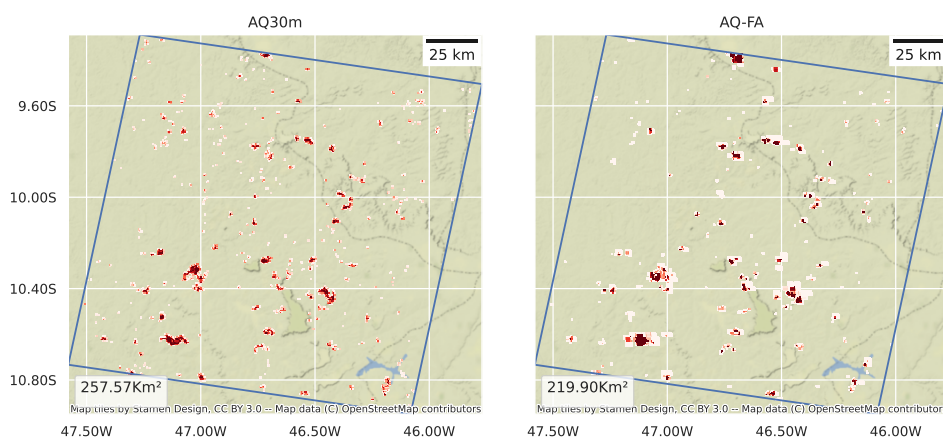 AQ30m
AQ-FA
25 km
25 km
9.60S
10.00S
10.40S
10.80S
257.57Km²
219.90Km²
Map tiles by Stamen Design, CC BY 3.0 -- Map data (C) OpenStreetMap contributors
Map tiles by Stamen Design, CC BY 3.0 -- Map data (C) OpenStreetMap contributors
47.50W
47.00W
46.50W
46.00W
47.50W
47.00W
46.50W
46.00W